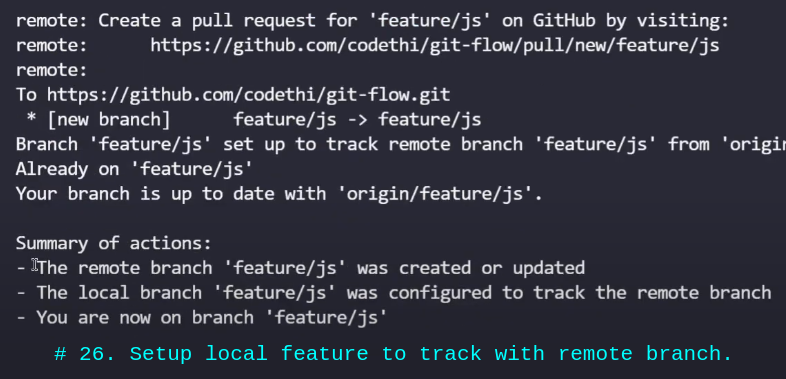 remote: Create a pull request for 'feature/js' on GitHub by visiting:
remote:      https://github.com/codethi/git-flow/pull/new/feature/js
remote:
To https://github.com/codethi/git-flow.git
 * [new branch]      feature/js -> feature/js
Branch 'feature/js' set up to track remote branch 'feature/js' from
Already on 'feature/js'
Your branch is up to date with 'origin/feature/js'.

Summary of actions:
- The remote branch 'feature/js' was created or updated
- The local branch 'feature/js' was configured to track the remote branch
- You are now on branch 'feature/js'
# 26. Setup local feature to track with remote branch.